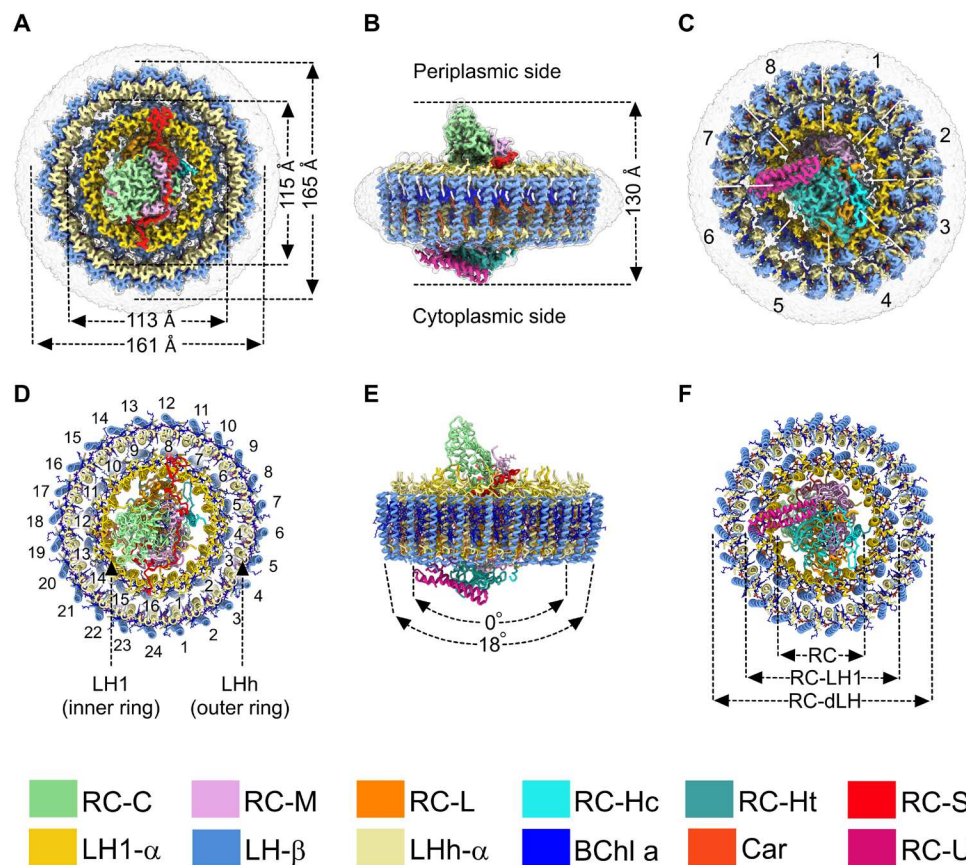 A
B
C
Periplasmic side
Cytoplasmic side
115 Å
165 Å
113 Å
161 Å
130 Å
1
2
3
4
5
6
7
8
D
E
F
13 12 11
14 10
15 9
16 8
17 7
18 6
19 5
20 4
21 3
22 2
23 24 1
9 8 7
10 6
11
12 4
13 3
14 2
15 16 1
LH1
(inner ring)
LHh
(outer ring)
0°
18°
RC
RC-LH1
RC-dLH
RC-C RC-M RC-L RC-Hc RC-Ht RC-S
LH1-α LH-β LHh-α BChl a Car RC-U